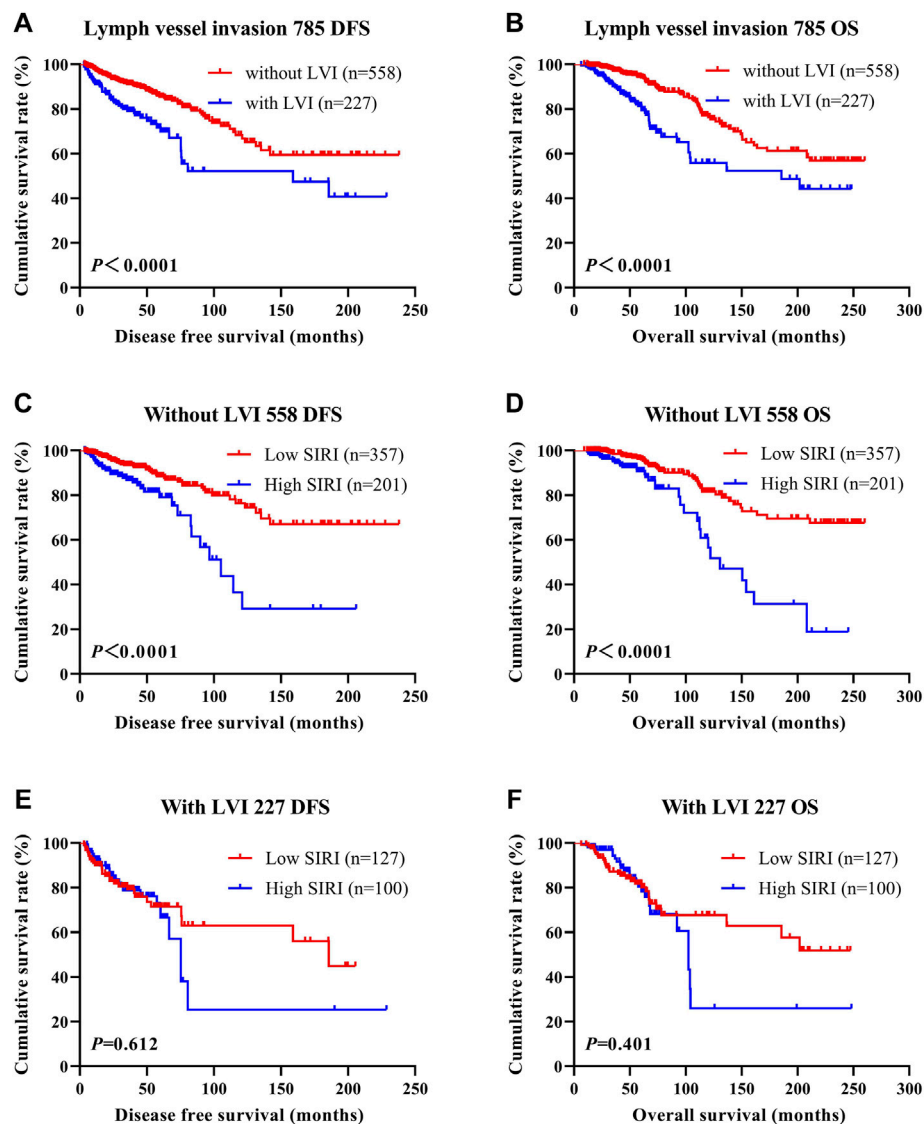 A
Lymph vessel invasion 785 DFS
Cumulative survival rate (%)
100
80
60
40
20
0
without LVI (n=558)
with LVI (n=227)
P＜0.0001
0 50 100 150 200 250
Disease free survival (months)
B
Lymph vessel invasion 785 OS
Cumulative survival rate (%)
100
80
60
40
20
0
without LVI (n=558)
with LVI (n=227)
P＜0.0001
0 50 100 150 200 250 300
Overall survival (months)
C
Without LVI 558 DFS
Cumulative survival rate (%)
100
80
60
40
20
0
Low SIRI (n=357)
High SIRI (n=201)
P<0.0001
0 50 100 150 200 250
Disease free survival (months)
D
Without LVI 558 OS
Cumulative survival rate (%)
100
80
60
40
20
0
Low SIRI (n=357)
High SIRI (n=201)
P＜0.0001
0 50 100 150 200 250 300
Overall survival (months)
E
With LVI 227 DFS
Cumulative survival rate (%)
100
80
60
40
20
0
Low SIRI (n=127)
High SIRI (n=100)
P=0.612
0 50 100 150 200 250
Disease free survival (months)
F
With LVI 227 OS
Cumulative survival rate (%)
100
80
60
40
20
0
Low SIRI (n=127)
High SIRI (n=100)
P=0.401
0 50 100 150 200 250 300
Overall survival (months)